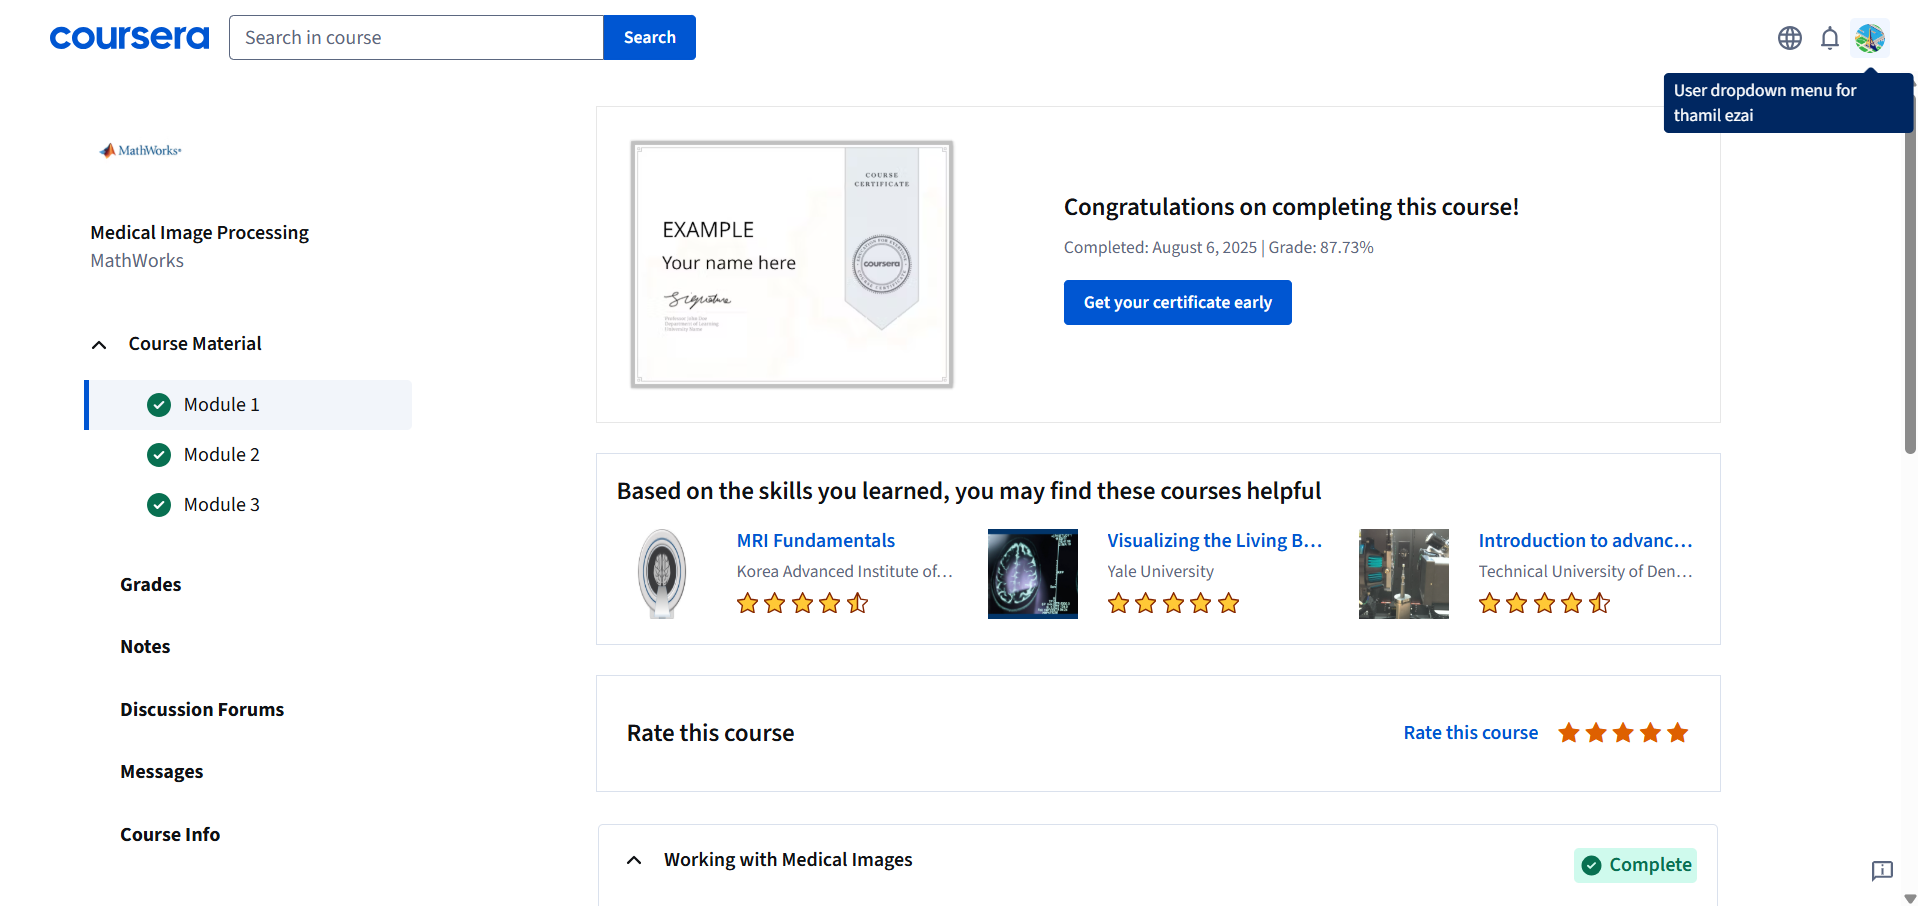 coursera
Search in course
Search
User dropdown menu for
thamil ezai
MathWorks®
Medical Image Processing
MathWorks
Course Material
Module 1
Module 2
Module 3
Grades
Notes
Discussion Forums
Messages
Course Info
COURSE
CERTIFICATE
EXAMPLE
Your name here
Signature
coursera
Congratulations on completing this course!
Completed: August 6, 2025 | Grade: 87.73%
Get your certificate early
Based on the skills you learned, you may find these courses helpful
MRI Fundamentals
Korea Advanced Institute of...
Visualizing the Living B...
Yale University
Introduction to advanc...
Technical University of Den...
Rate this course
Rate this course
Working with Medical Images
Complete